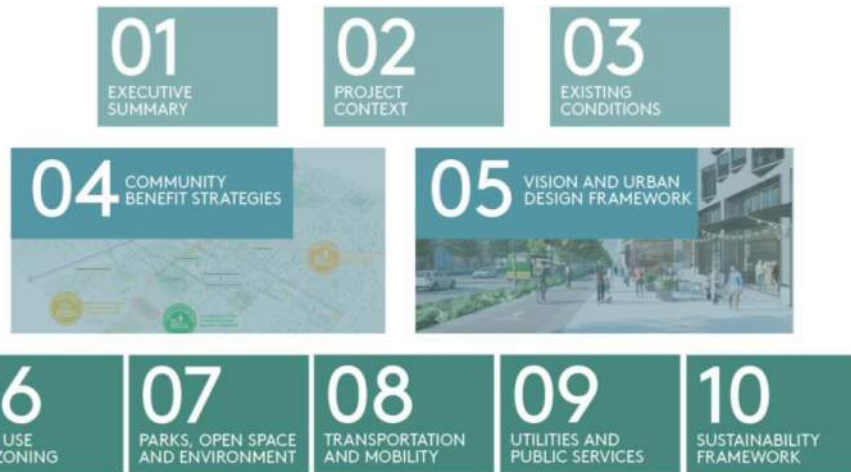 01
EXECUTIVE
SUMMARY
02
PROJECT
CONTEXT
03
EXISTING
CONDITIONS
04
COMMUNITY
BENEFIT STRATEGIES
05
VISION AND URBAN
DESIGN FRAMEWORK
6
USE
ZONING
07
PARKS, OPEN SPACE
AND ENVIRONMENT
08
TRANSPORTATION
AND MOBILITY
09
UTILITIES AND
PUBLIC SERVICES
10
SUSTAINABILITY
FRAMEWORK